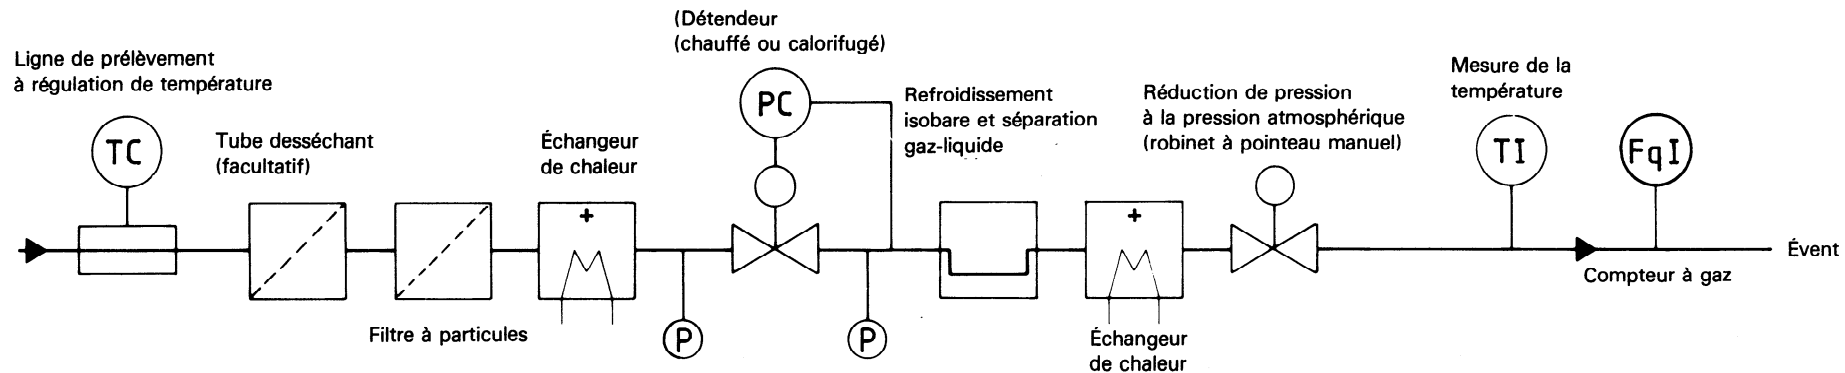 Ligne de prélèvement
à régulation de température
TC
Tube desséchant
(facultatif)
Filtre à particules
Échangeur
de chaleur
+
P
(Détendeur
(chauffé ou calorifugé)
PC
P
Refroidissement
isobare et séparation
gaz-liquide
+
Échangeur
de chaleur
Réduction de pression
à la pression atmosphérique
(robinet à pointeau manuel)
Mesure de la
température
TI
FqI
Compteur à gaz
Évent